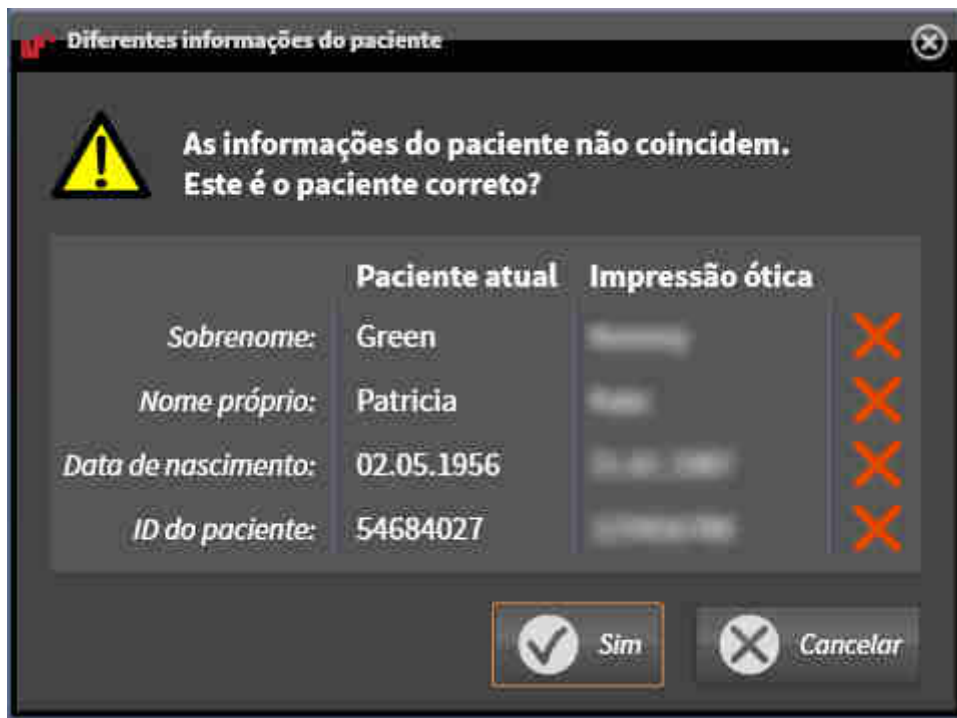 Diferentes informações do paciente
As informações do paciente não coincidem.
Este é o paciente correto?
Paciente atual Impressão ótica
Sobrenome: Green
Nome próprio: Patricia
Data de nascimento: 02.05.1956
ID do paciente: 54684027
Sim Cancelar